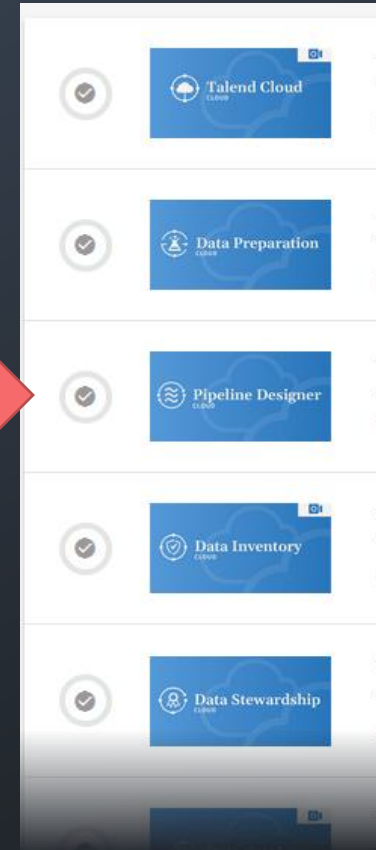 Talend Cloud
CLOUD
Data Preparation
CLOUD
Pipeline Designer
CLOUD
Data Inventory
CLOUD
Data Stewardship
CLOUD